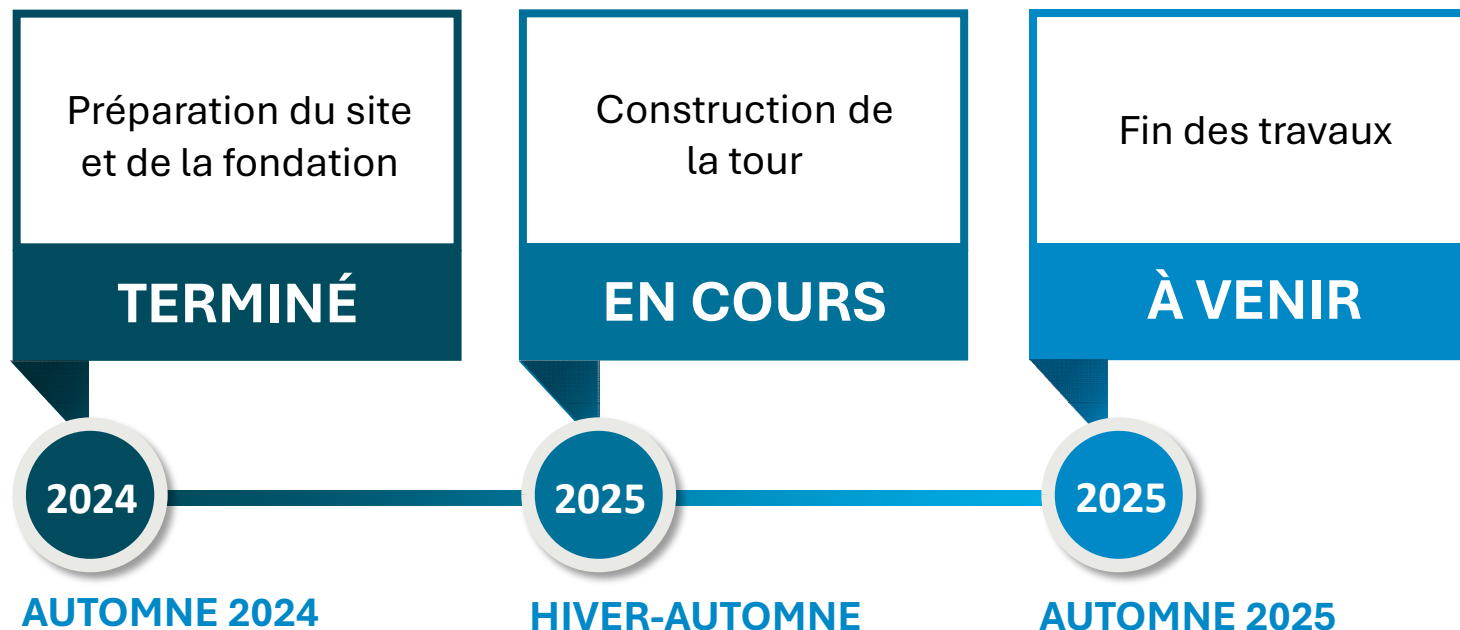 Préparation du site
et de la fondation
TERMINÉ
2024
AUTOMNE 2024
Construction de
la tour
EN COURS
2025
HIVER-AUTOMNE
Fin des travaux
À VENIR
2025
AUTOMNE 2025